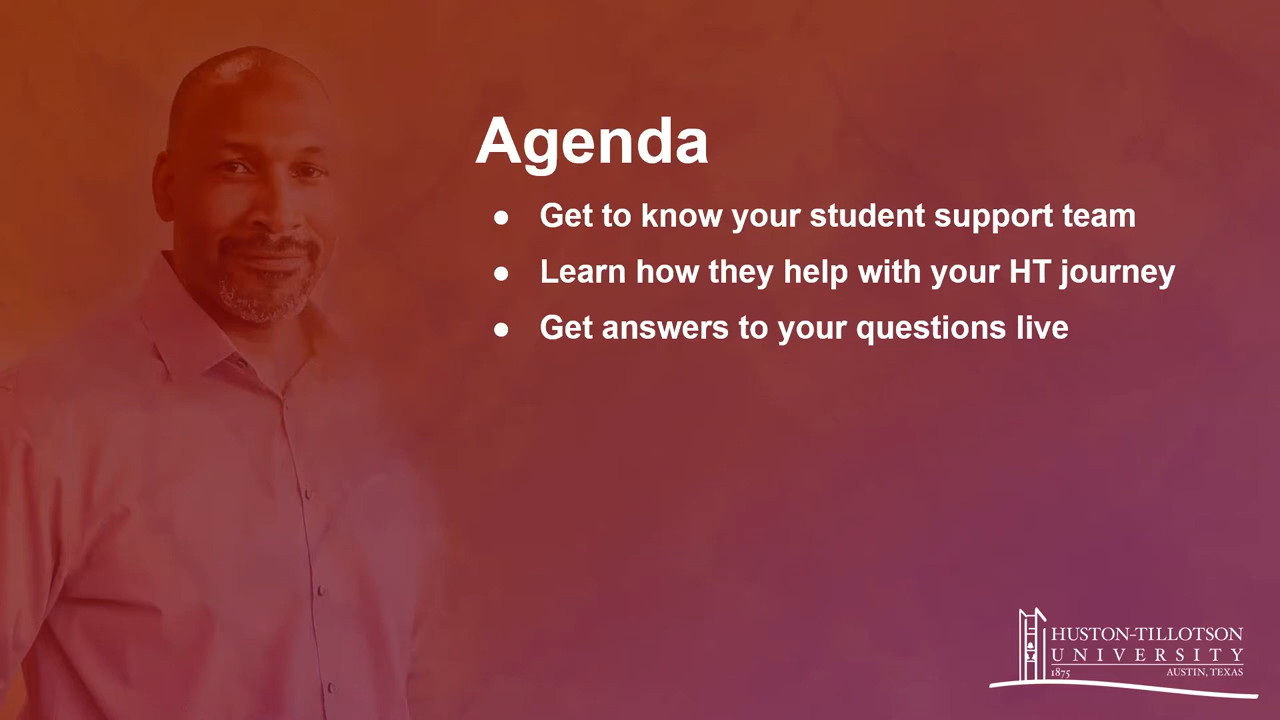 Agenda
● Get to know your student support team
● Learn how they help with your HT journey
● Get answers to your questions live
HUSTON-TILLOTSON
UNIVERSITY
1875 AUSTIN, TEXAS